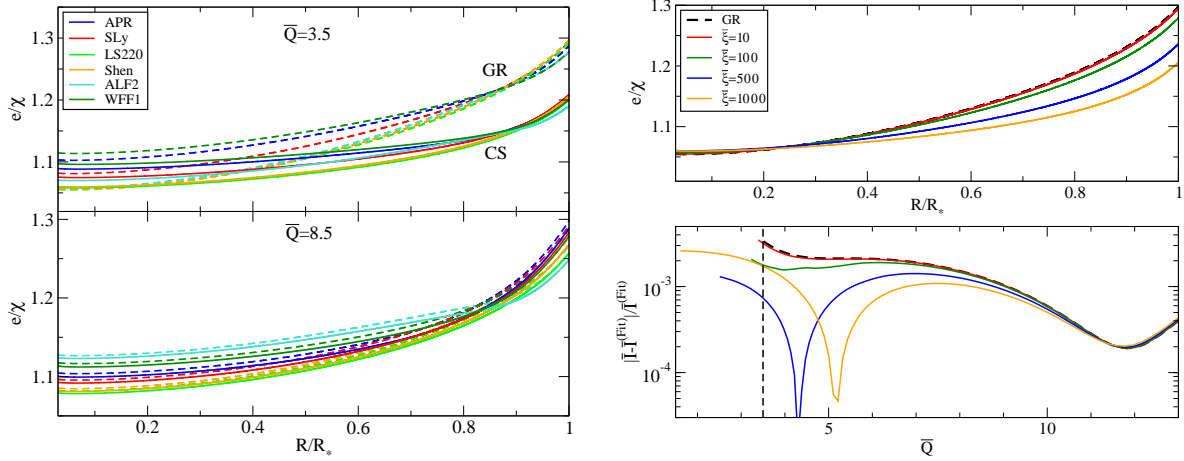 APR
SLy
LS220
Shen
ALF2
WFF1
Q̅=3.5
GR
CS
e/χ
1.3
1.2
1.1
Q̅=8.5
e/χ
1.3
1.2
1.1
0.2
0.4
0.6
0.8
1
R/R*
GR
ξ=10
ξ=100
ξ=500
ξ=1000
e/χ
1.3
1.2
1.1
0.2
0.4
0.6
0.8
1
R/R*
|I̅-I̅(Fit)|/I̅(Fit)
10-3
10-4
5
10
Q̅